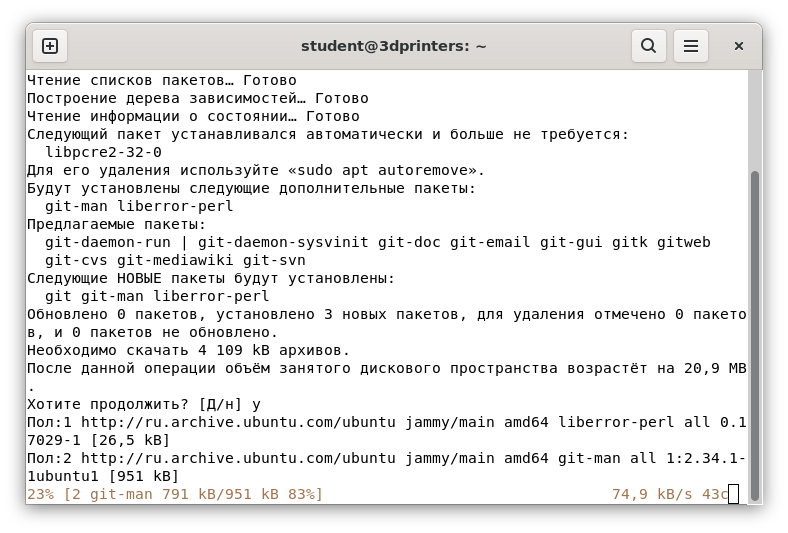 student@3dprinters: ~
Чтение списков пакетов… Готово
Построение дерева зависимостей… Готово
Чтение информации о состоянии… Готово
Следующий пакет устанавливался автоматически и больше не требуется:
  libpcre2-32-0
Для его удаления используйте «sudo apt autoremove».
Будут установлены следующие дополнительные пакеты:
  git-man liberror-perl
Предлагаемые пакеты:
  git-daemon-run | git-daemon-sysvinit git-doc git-email git-gui gitk gitweb
  git-cvs git-mediawiki git-svn
Следующие НОВЫЕ пакеты будут установлены:
  git git-man liberror-perl
Обновлено 0 пакетов, установлено 3 новых пакетов, для удаления отмечено 0 пакето
в, и 0 пакетов не обновлено.
Необходимо скачать 4 109 kB архивов.
После данной операции объём занятого дискового пространства возрастёт на 20,9 MB
.
Хотите продолжить? [Д/н] y
Пол:1 http://ru.archive.ubuntu.com/ubuntu jammy/main amd64 liberror-perl all 0.1
7029-1 [26,5 kB]
Пол:2 http://ru.archive.ubuntu.com/ubuntu jammy/main amd64 git-man all 1:2.34.1-
1ubuntu1 [951 kB]
23% [2 git-man 791 kB/951 kB 83%]                                74,9 kB/s 43с